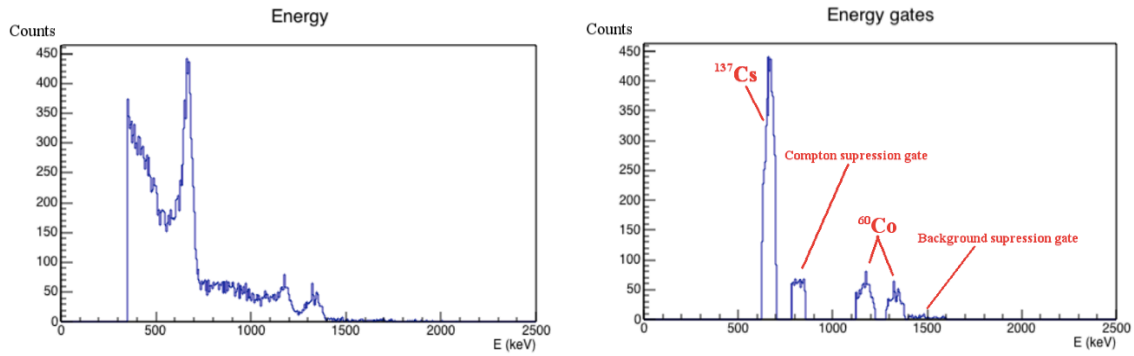 Energy
Counts
450
400
350
300
250
200
150
100
50
0
0 500 1000 1500 2000 2500
E (keV)
Energy gates
Counts
450
400
350
300
250
200
150
100
50
0
0 500 1000 1500 2000 2500
E (keV)
¹³⁷Cs
Compton supression gate
⁶⁰Co
Background supression gate